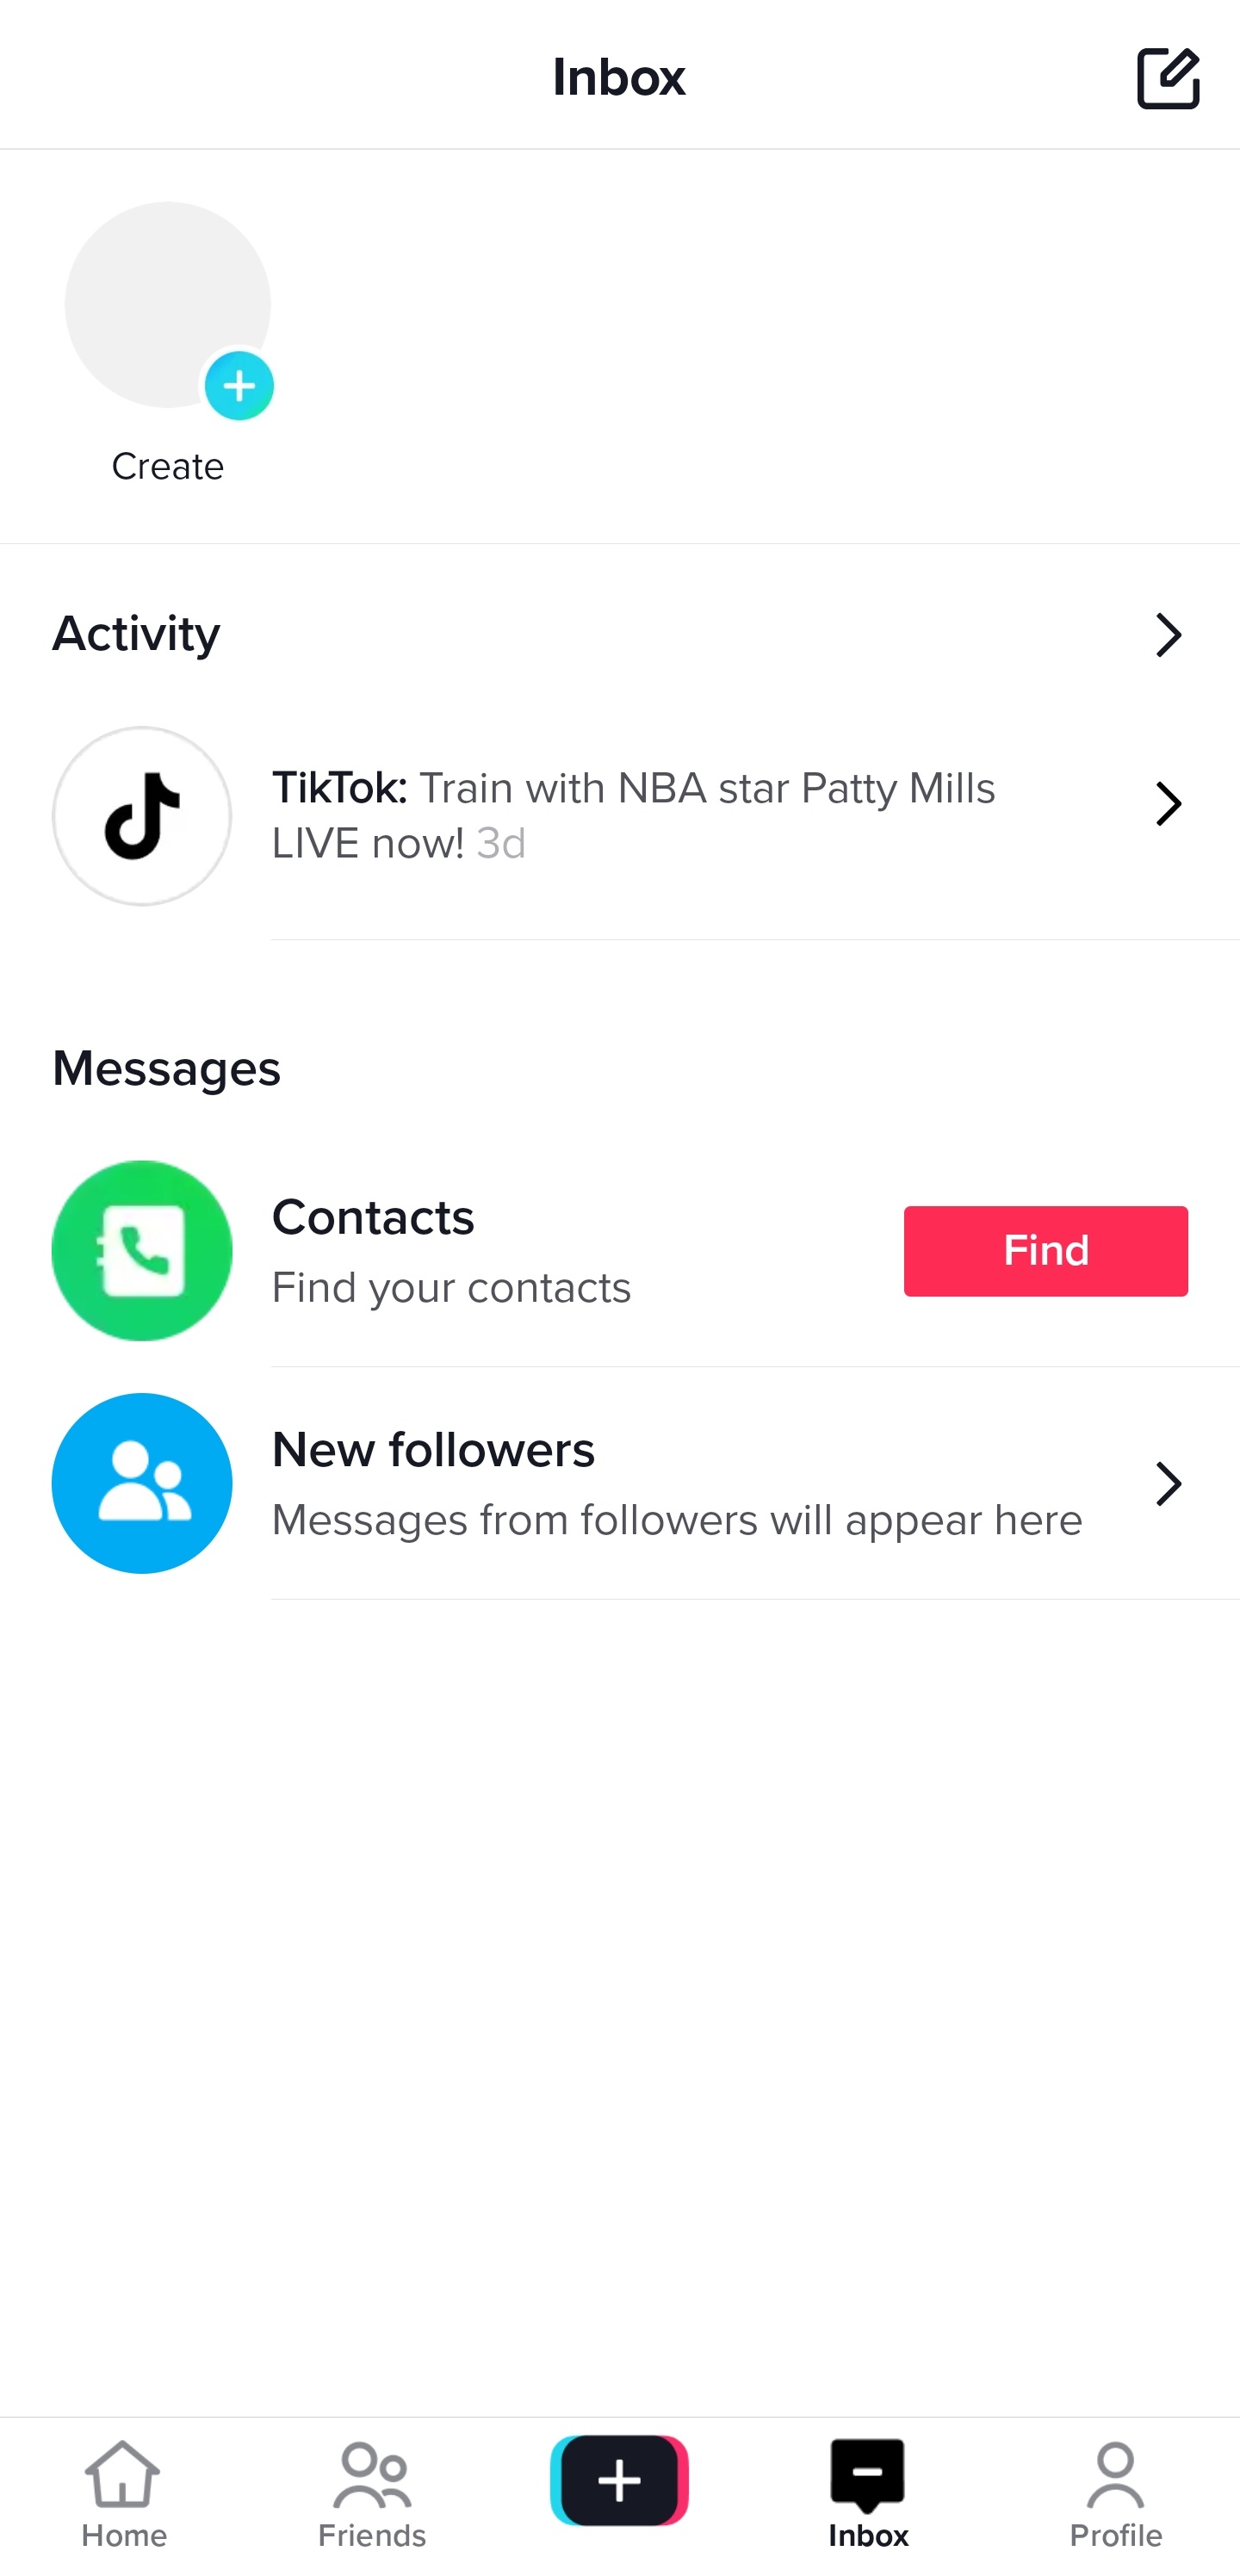 Inbox
Create
Activity
TikTok: Train with NBA star Patty Mills
LIVE now! 3d
Messages
Contacts
Find your contacts
Find
New followers
Messages from followers will appear here
Home
Friends
Inbox
Profile